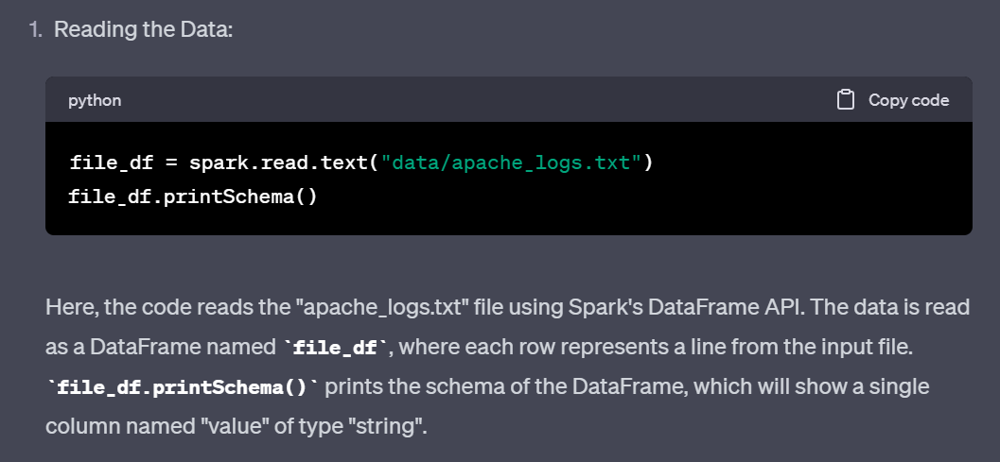 1. Reading the Data:
python
Copy code
file_df = spark.read.text("data/apache_logs.txt")
file_df.printSchema()
Here, the code reads the "apache_logs.txt" file using Spark's DataFrame API. The data is read
as a DataFrame named `file_df`, where each row represents a line from the input file.
`file_df.printSchema()` prints the schema of the DataFrame, which will show a single
column named "value" of type "string".